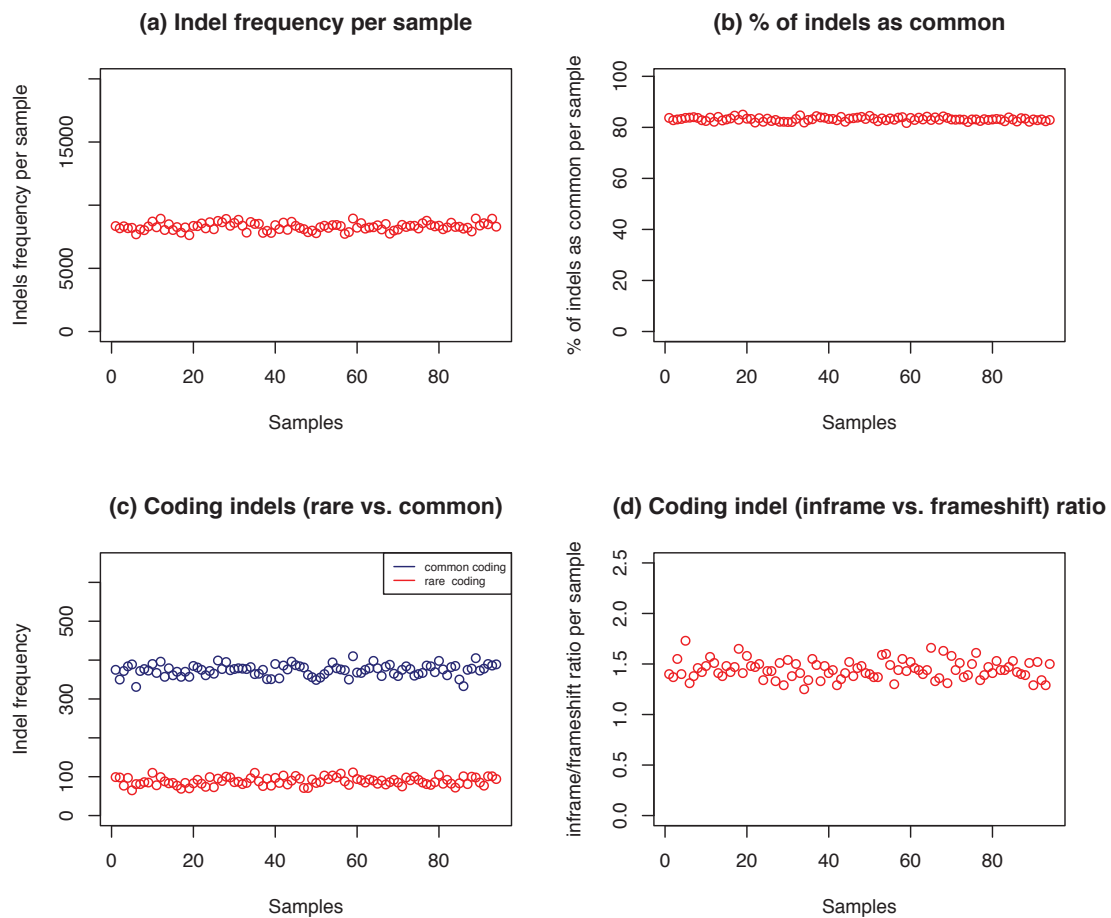 (a) Indel frequency per sample
Indels frequency per sample
15000
5000
0
0 20 40 60 80
Samples
(b) % of indels as common
% of indels as common per sample
100
80
60
40
20
0
0 20 40 60 80
Samples
(c) Coding indels (rare vs. common)
Indel frequency
500
300
100
0
common coding
rare coding
0 20 40 60 80
Samples
(d) Coding indel (inframe vs. frameshift) ratio
inframe/frameshift ratio per sample
2.5
2.0
1.5
1.0
0.5
0.0
0 20 40 60 80
Samples